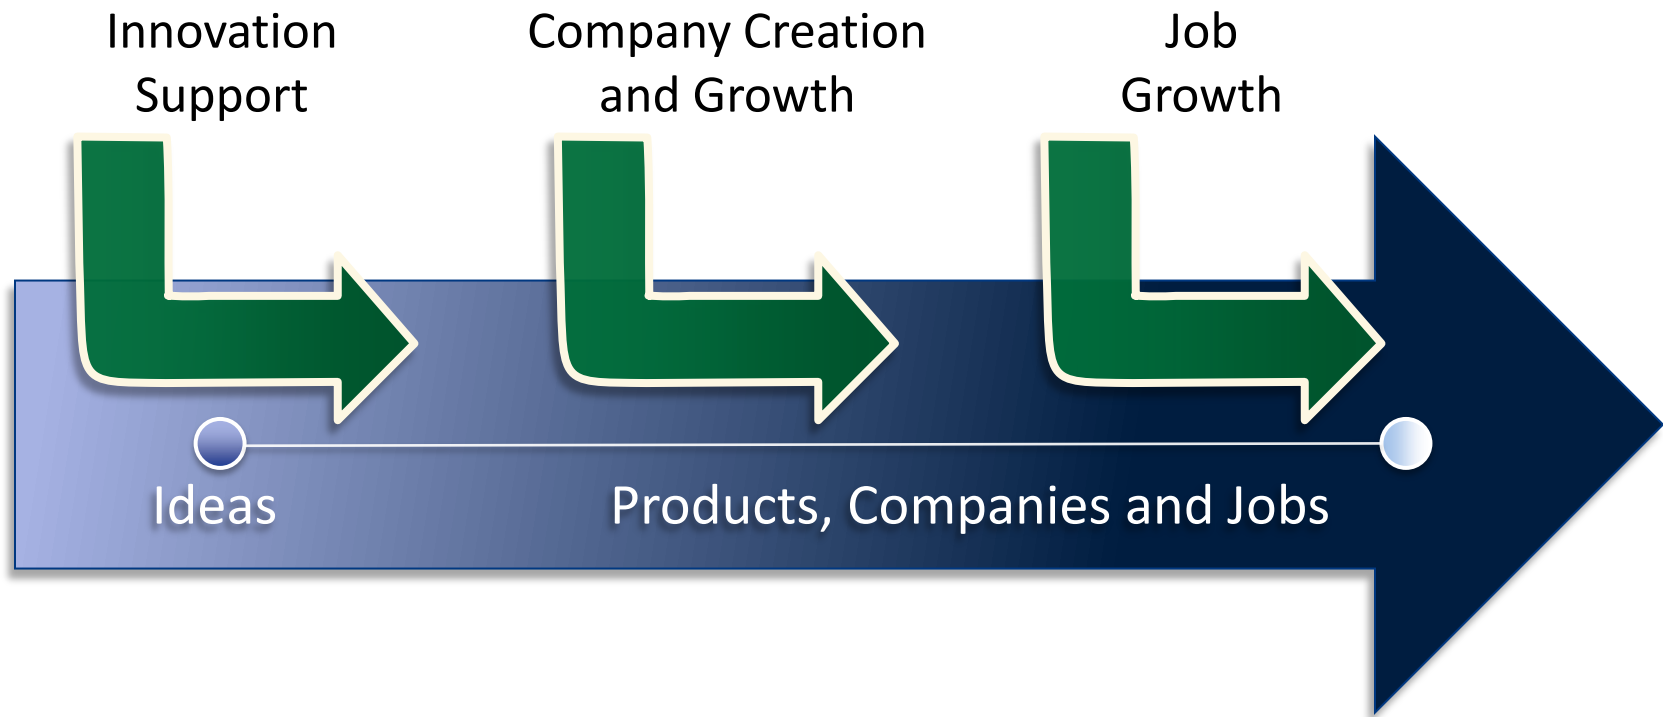 Innovation
Support
Company Creation
and Growth
Job
Growth
Ideas
Products, Companies and Jobs